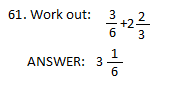 61. Work out: 3/6 +2 2/3
ANSWER: 3 1/6